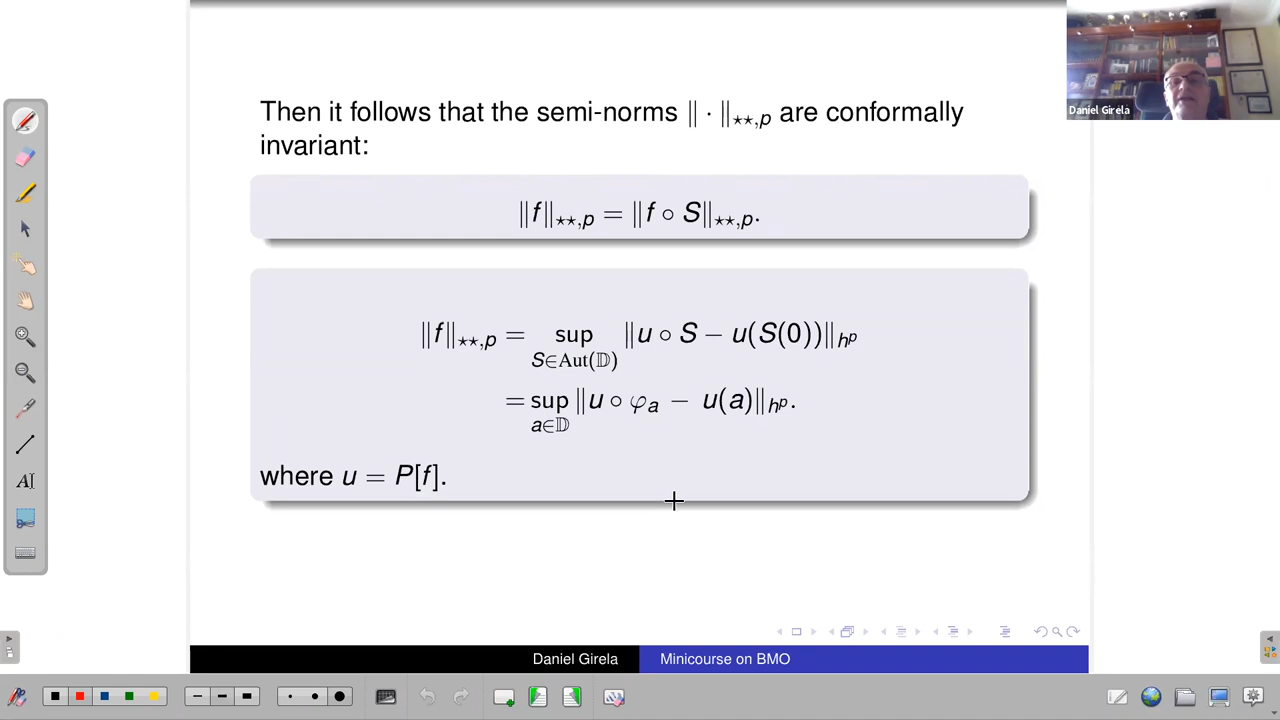 Then it follows that the semi-norms ‖ · ‖⋆⋆,p are conformally
invariant:
‖f‖⋆⋆,p = ‖f ∘ S‖⋆⋆,p.
‖f‖⋆⋆,p = sup S∈Aut(𝔻) ‖u ∘ S − u(S(0))‖hᵖ
= sup a∈𝔻 ‖u ∘ φa − u(a)‖hᵖ.
where u = P[f].
Daniel Girela
Daniel Girela Minicourse on BMO
A